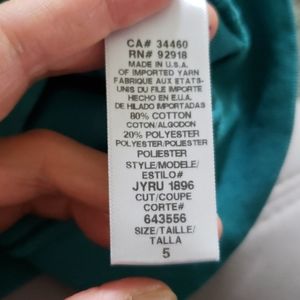 CA# 34460
RN# 92918
MADE IN U.S.A.
OF IMPORTED YARN
FABRIQUE AUX ETATS-
UNIS DU FILE IMPORTE
HECHO EN E.U.A.
DE HILADO IMPORTADAS
80% COTTON
COTON/ALGODON
20% POLYESTER
POLYESTER/POLIESTER
POLIESTER
STYLE/MODELE/
ESTILO#
JYRU 1896
CUT/COUPE
CORTE#
643556
SIZE/TAILLE/
TALLA
5